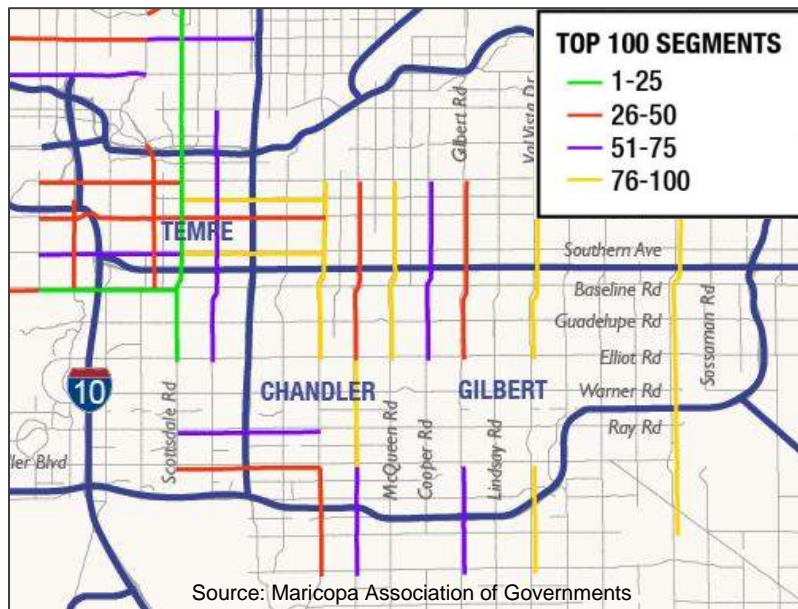 TOP 100 SEGMENTS
1-25
26-50
51-75
76-100
Gilbert Rd
Val Vista Dr
TEMPE
Southern Ave
Baseline Rd
Guadelupe Rd
Sossaman Rd
Elliot Rd
10
CHANDLER
GILBERT
Warner Rd
Ray Rd
Scottsdale Rd
McQueen Rd
Cooper Rd
Lindsay Rd
ller Blvd
Source: Maricopa Association of Governments